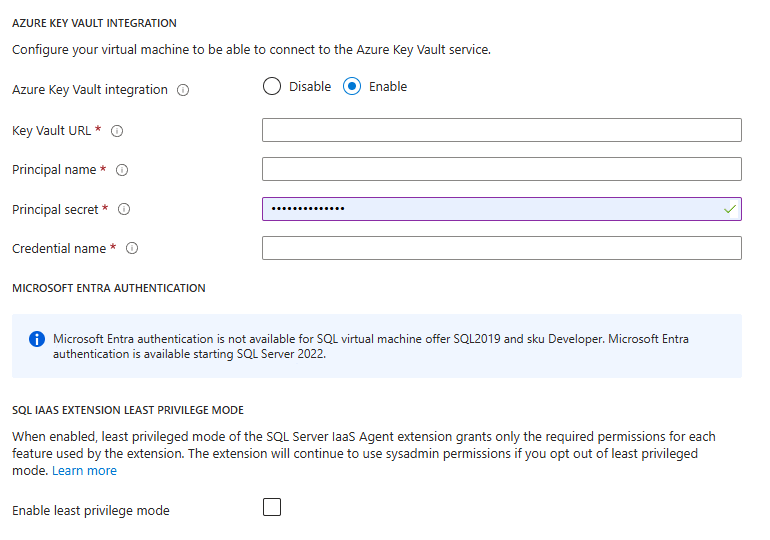 AZURE KEY VAULT INTEGRATION
Configure your virtual machine to be able to connect to the Azure Key Vault service.
Azure Key Vault integration Disable Enable
Key Vault URL *
Principal name *
Principal secret * ••••••••••••••
Credential name *
MICROSOFT ENTRA AUTHENTICATION
Microsoft Entra authentication is not available for SQL virtual machine offer SQL2019 and sku Developer. Microsoft Entra
authentication is available starting SQL Server 2022.
SQL IAAS EXTENSION LEAST PRIVILEGE MODE
When enabled, least privileged mode of the SQL Server IaaS Agent extension grants only the required permissions for each
feature used by the extension. The extension will continue to use sysadmin permissions if you opt out of least privileged
mode. Learn more
Enable least privilege mode